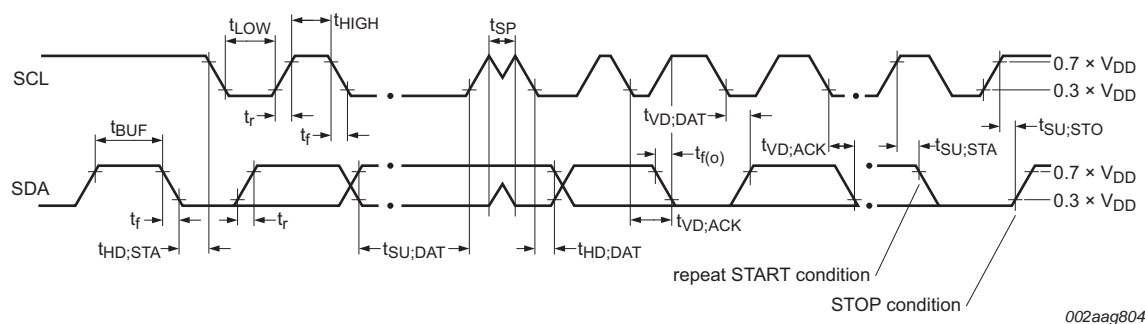 tLOW tHIGH tSP
SCL
0.7 × VDD
0.3 × VDD
tr
tf
tVD;DAT
tSU;STO
tBUF
tf(o)
tVD;ACK
tSU;STA
SDA
0.7 × VDD
0.3 × VDD
tf
tr
tVD;ACK
tHD;STA
tSU;DAT
tHD;DAT
repeat START condition
STOP condition
002aag804